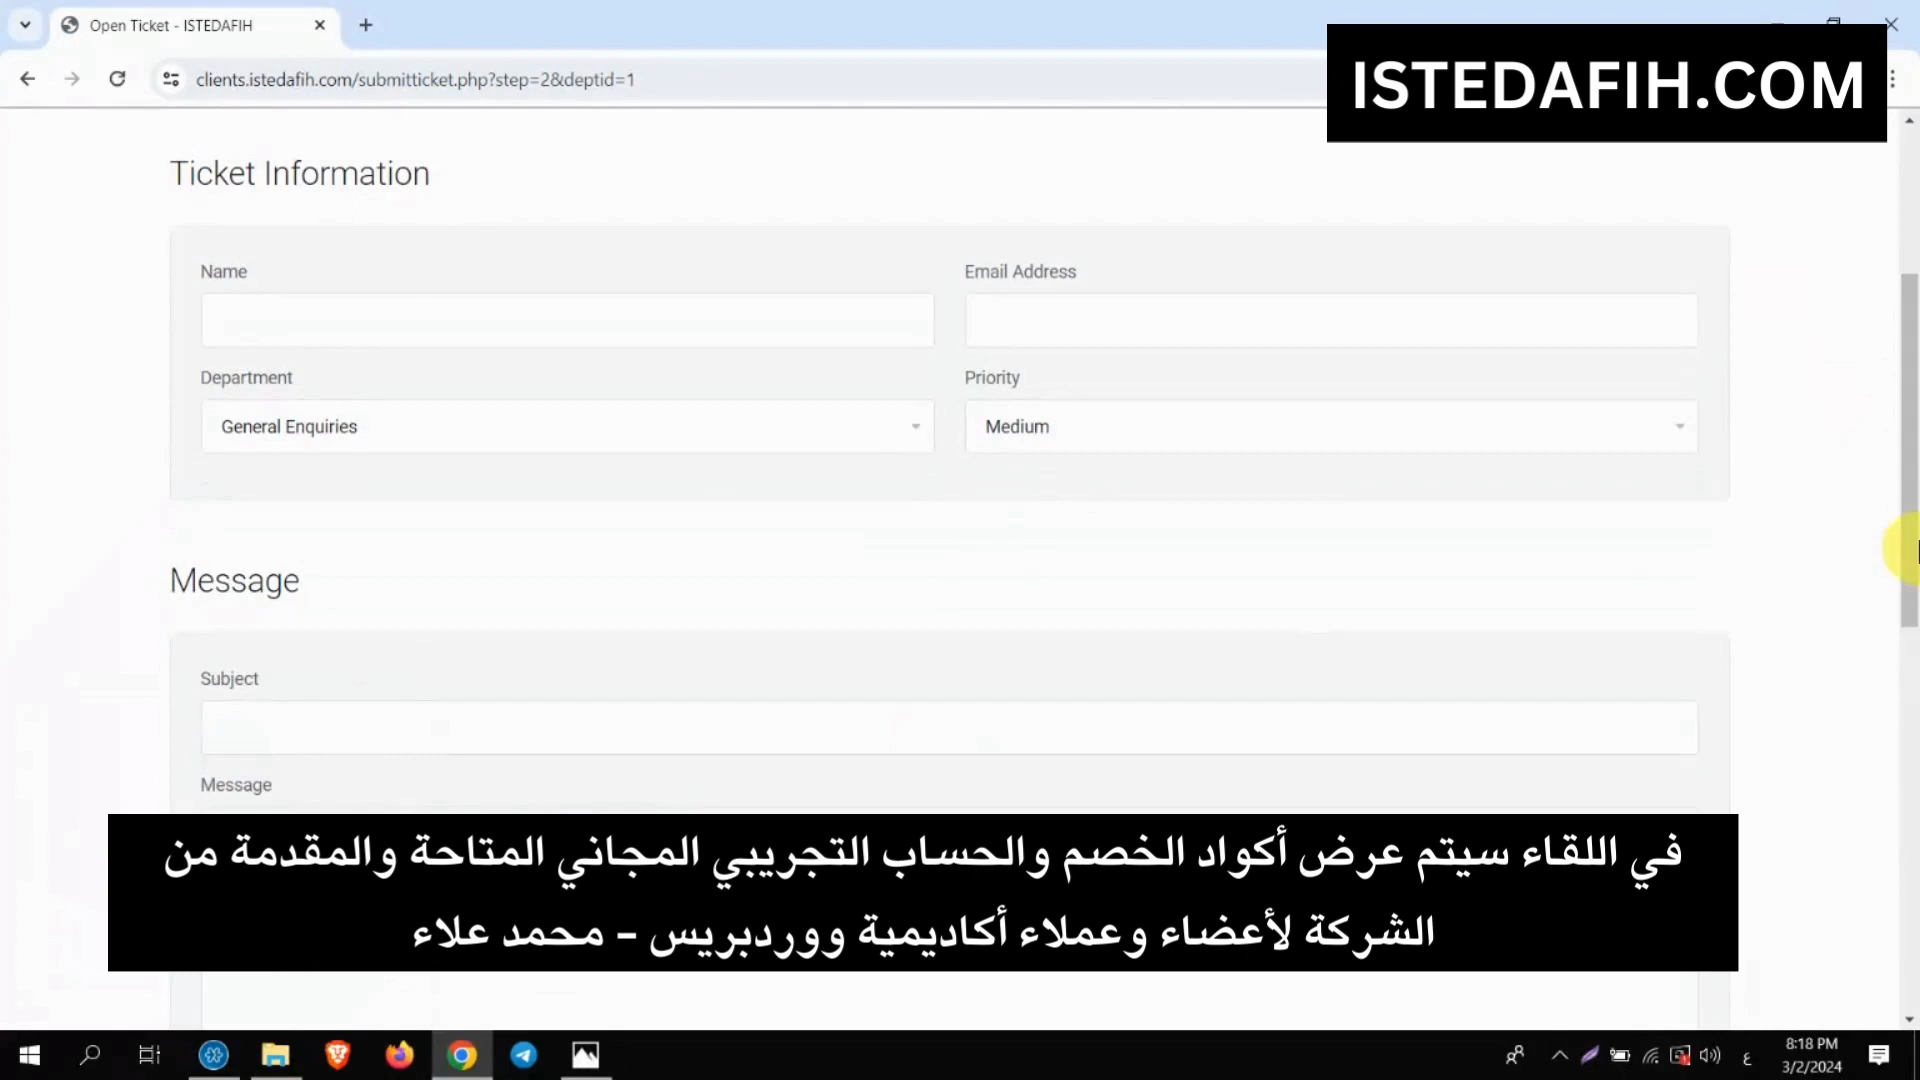 Open Ticket - ISTEDAFIH
clients.istedafih.com/submitticket.php?step=2&deptid=1
ISTEDAFIH.COM
Ticket Information
Name
Email Address
Department
Priority
General Enquiries
Medium
Message
Subject
Message
في اللقاء سيتم عرض أكواد الخصم والحساب التجريبي المجاني المتاحة والمقدمة من
الشركة لأعضاء وعملاء أكاديمية ووردبريس – محمد علاء
ع
8:18 PM
3/2/2024